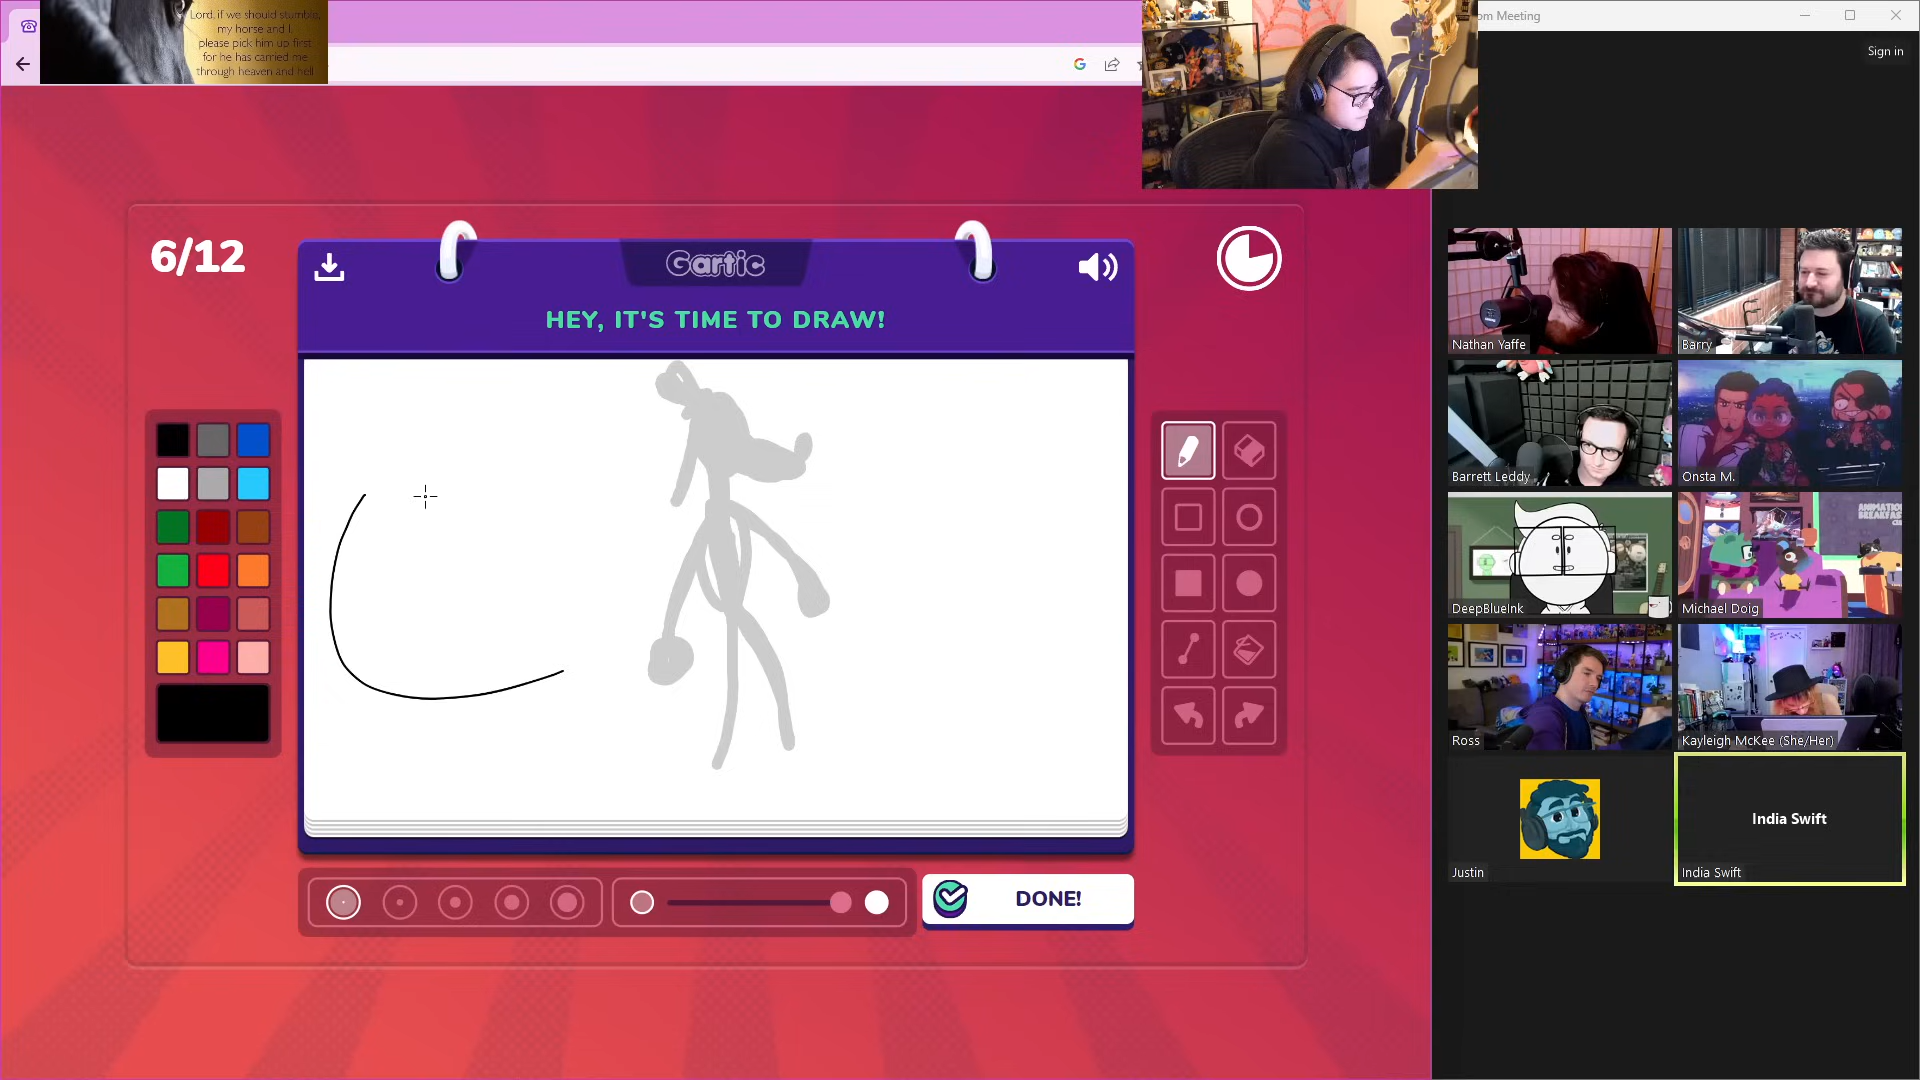 Lord, if we should stumble,
my horse and I,
please pick him up first
for he has carried me
through heaven and hell
om Meeting
Sign in
6/12
Gartic
HEY, IT'S TIME TO DRAW!
DONE!
Nathan Yaffe
Barry
Barrett Leddy
Onsta M.
DeepBlueInk
Michael Doig
ANIMATION
BREAKFAST
Ross
Kayleigh McKee (She/Her)
Justin
India Swift
India Swift